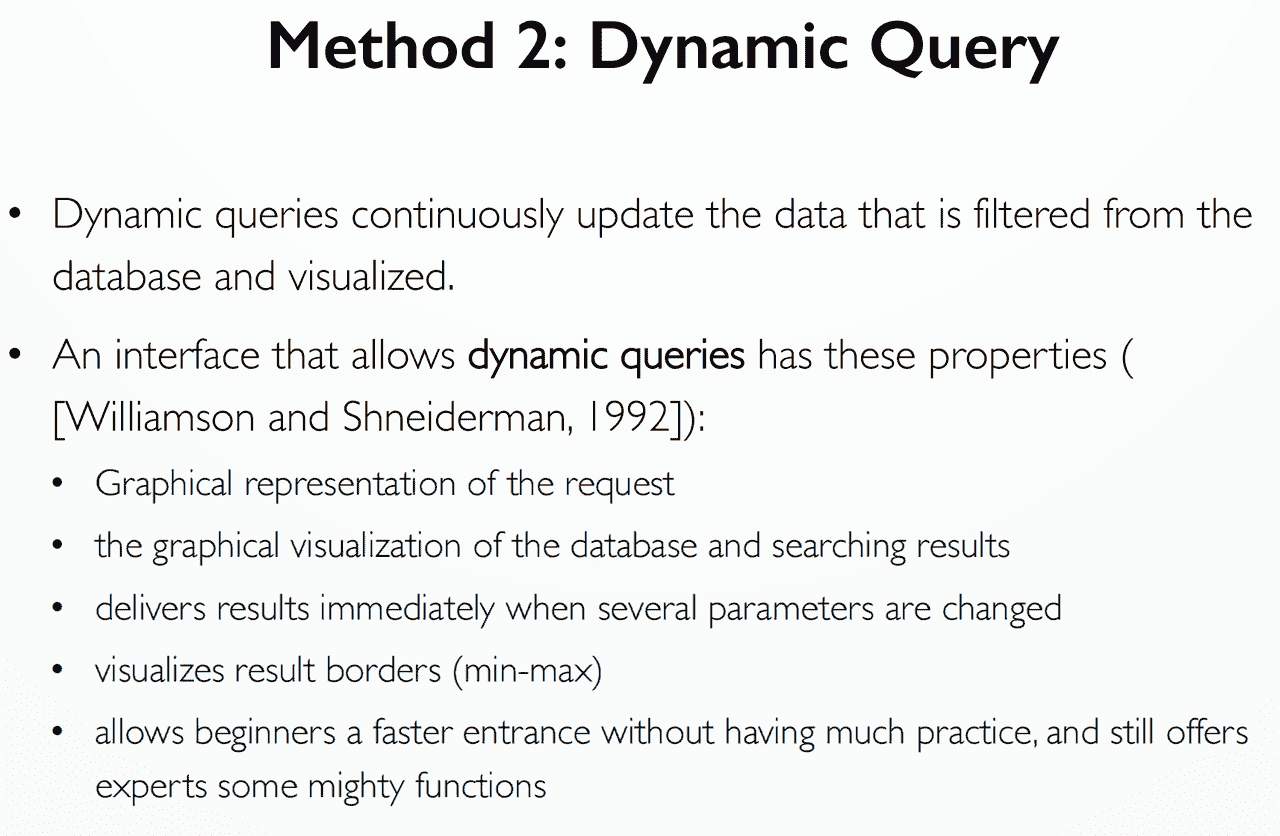 Method 2: Dynamic Query
• Dynamic queries continuously update the data that is filtered from the
database and visualized.
• An interface that allows dynamic queries has these properties (
[Williamson and Shneiderman, 1992]):
• Graphical representation of the request
• the graphical visualization of the database and searching results
• delivers results immediately when several parameters are changed
• visualizes result borders (min-max)
• allows beginners a faster entrance without having much practice, and still offers
experts some mighty functions